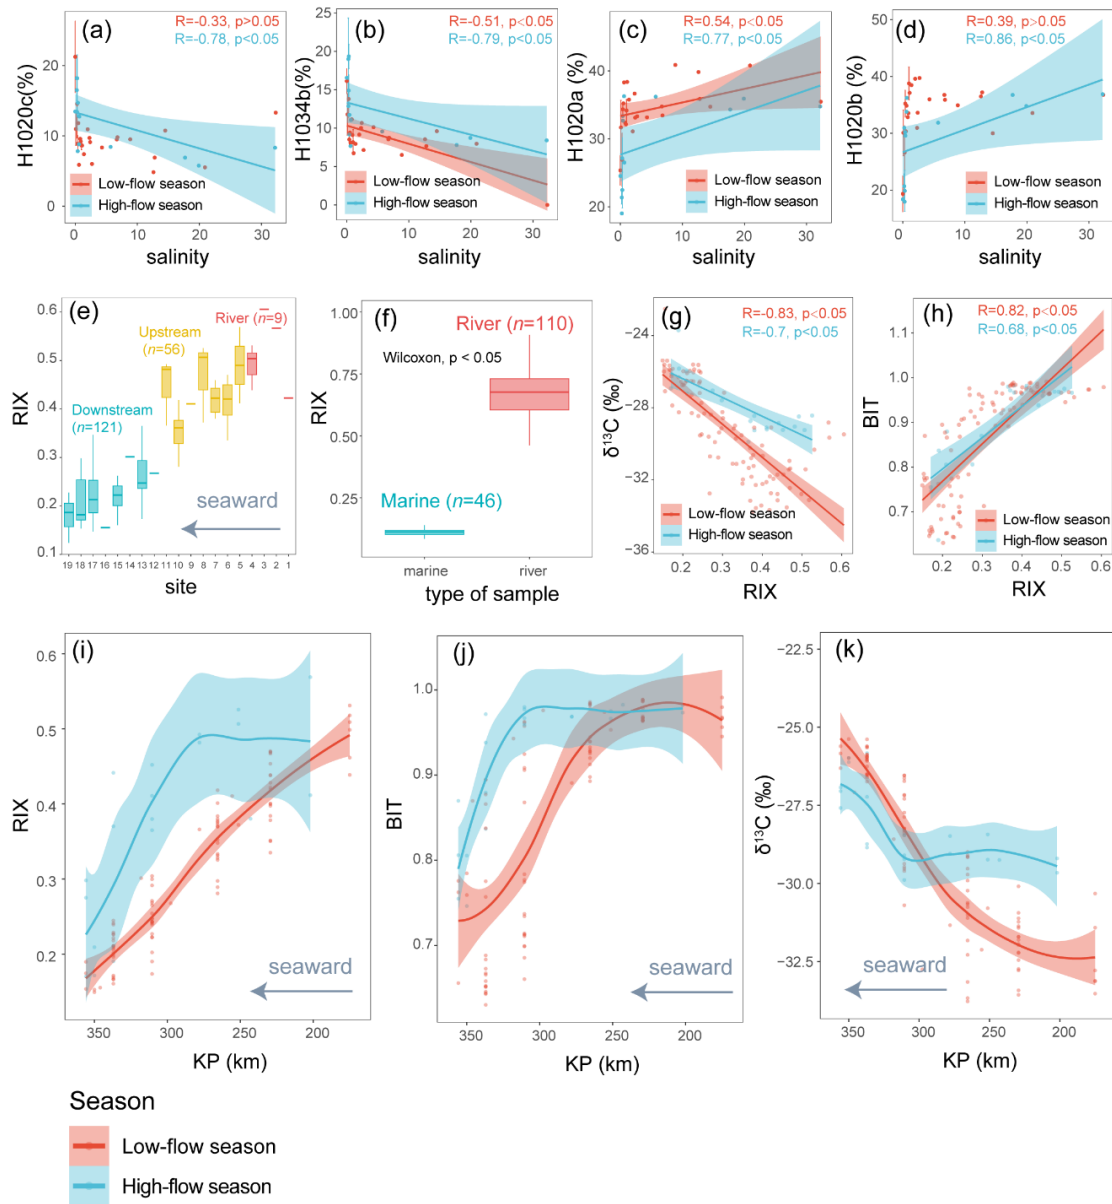 (a)
R=-0.33, p>0.05
R=-0.78, p<0.05
H1020c(%)
25
20
15
10
5
0
Low-flow season
High-flow season
0 10 20 30
salinity
(b)
R=-0.51, p<0.05
R=-0.79, p<0.05
H1034b(%)
25
20
15
10
5
0
Low-flow season
High-flow season
0 10 20 30
salinity
(c)
R=0.54, p<0.05
R=0.77, p<0.05
H1020a (%)
40
30
20
Low-flow season
High-flow season
0 10 20 30
salinity
(d)
R=0.39, p>0.05
R=0.86, p<0.05
H1020b (%)
50
40
30
20
Low-flow season
High-flow season
0 10 20 30
salinity
(e)
River (n=9)
Upstream
(n=56)
Downstream
(n=121)
seaward
RIX
0.6
0.5
0.4
0.3
0.2
0.1
19 18 17 16 15 14 13 12 11 10 9 8 7 6 5 4 3 2 1
site
(f)
River (n=110)
Wilcoxon, p < 0.05
Marine (n=46)
RIX
1.00
0.75
0.50
0.25
marine river
type of sample
(g)
R=-0.83, p<0.05
R=-0.7, p<0.05
δ¹³C (‰)
−24
−28
−32
−36
Low-flow season
High-flow season
0.2 0.3 0.4 0.5 0.6
RIX
(h)
R=0.82, p<0.05
R=0.68, p<0.05
BIT
1.1
1.0
0.9
0.8
0.7
Low-flow season
High-flow season
0.2 0.3 0.4 0.5 0.6
RIX
(i)
RIX
0.6
0.5
0.4
0.3
0.2
seaward
350 300 250 200
KP (km)
(j)
BIT
1.0
0.9
0.8
0.7
seaward
350 300 250 200
KP (km)
(k)
δ¹³C (‰)
−22.5
−25.0
−27.5
−30.0
−32.5
seaward
350 300 250 200
KP (km)
Season
Low-flow season
High-flow season